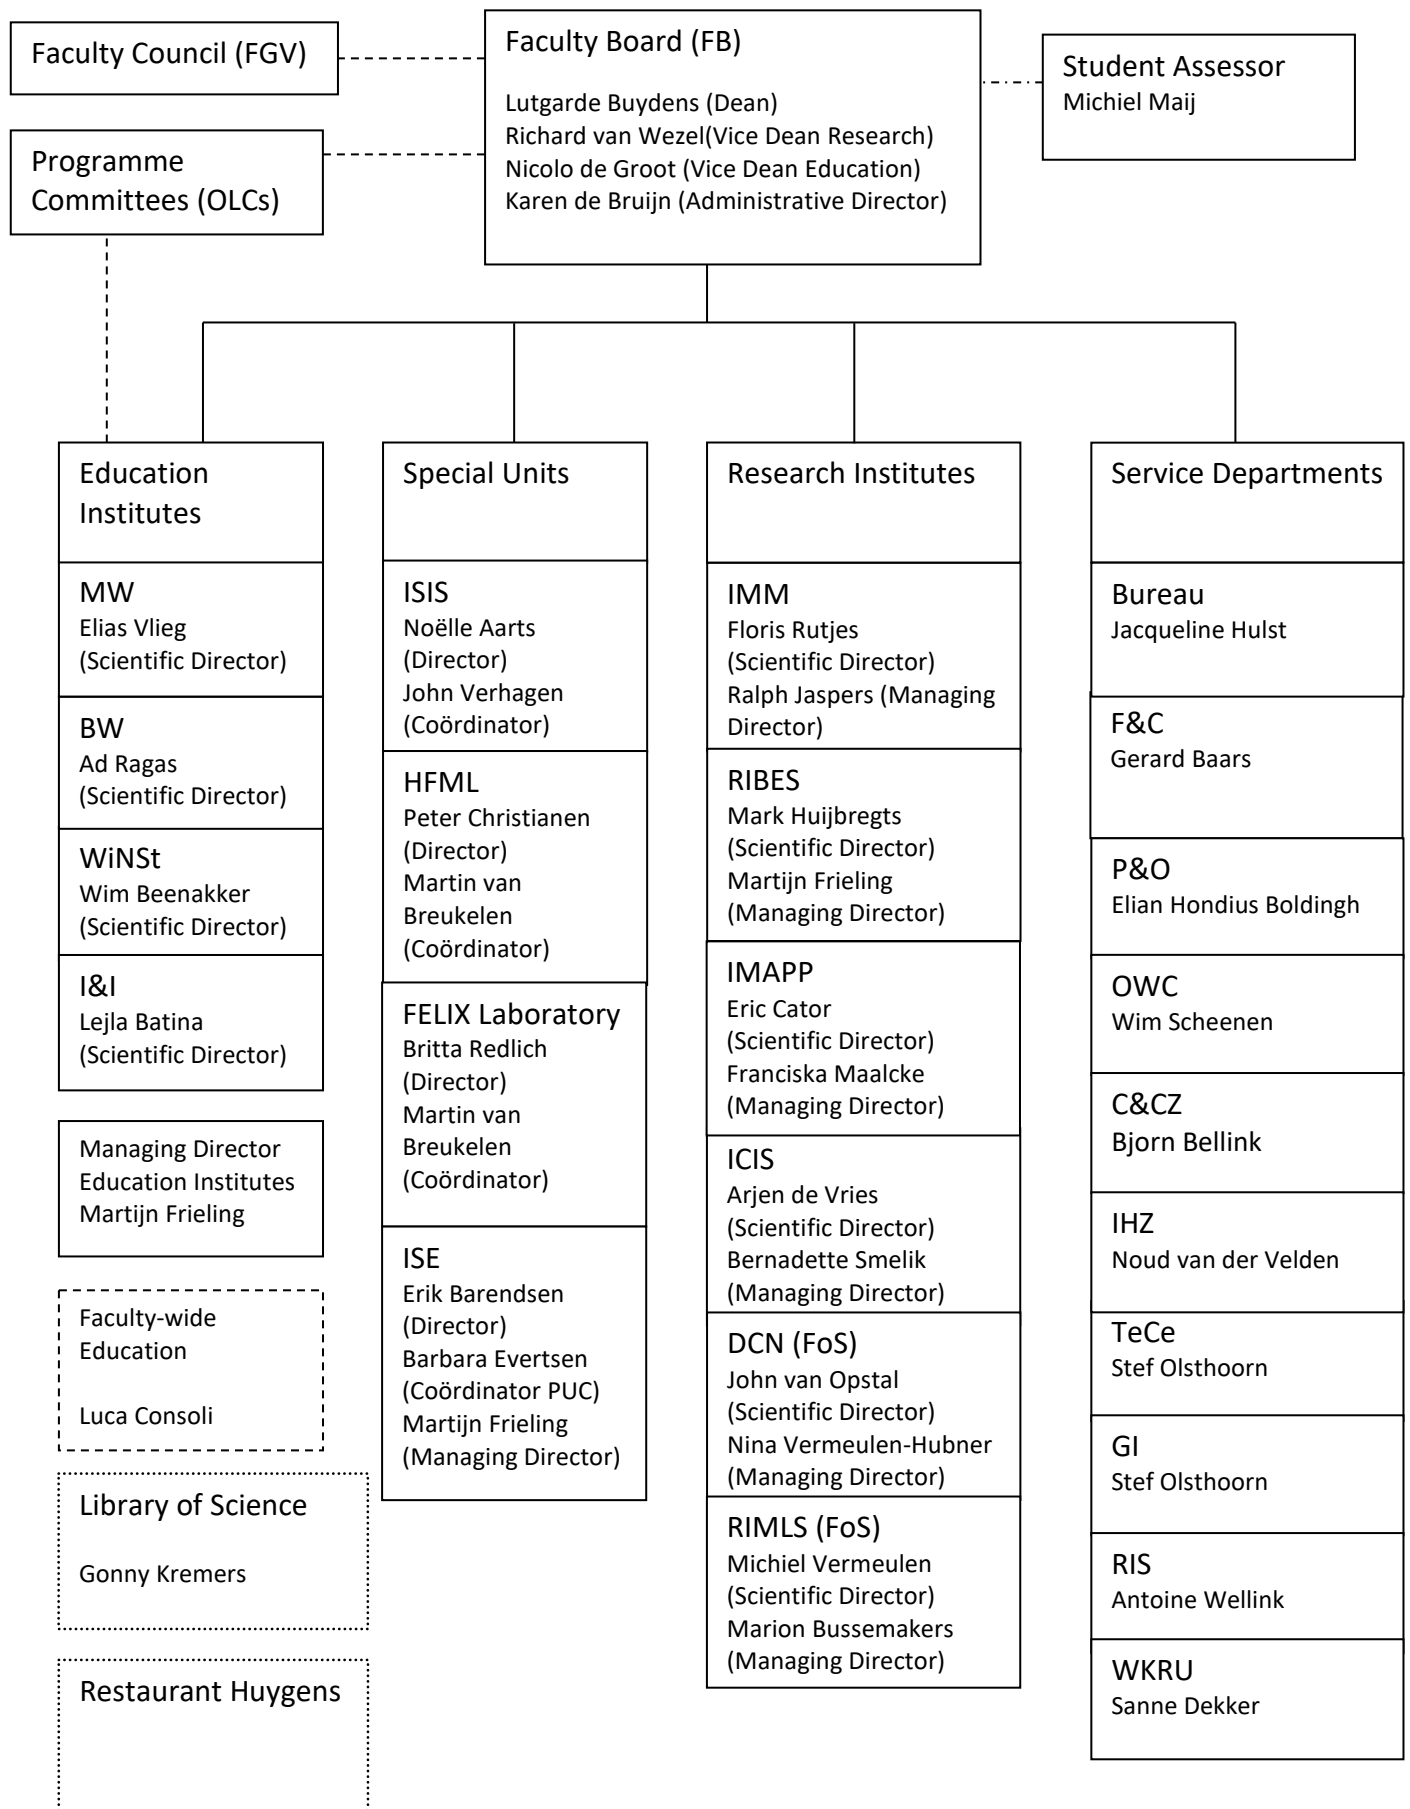 Faculty Council (FGV)
Programme
Committees (OLCs)
Faculty Board (FB)
Lutgarde Buydens (Dean)
Richard van Wezel(Vice Dean Research)
Nicolo de Groot (Vice Dean Education)
Karen de Bruijn (Administrative Director)
Student Assessor
Michiel Maij
Education
Institutes
MW
Elias Vlieg
(Scientific Director)
BW
Ad Ragas
(Scientific Director)
WiNSt
Wim Beenakker
(Scientific Director)
I&I
Lejla Batina
(Scientific Director)
Managing Director
Education Institutes
Martijn Frieling
Faculty-wide
Education
Luca Consoli
Library of Science
Gonny Kremers
Restaurant Huygens
Special Units
ISIS
Noëlle Aarts
(Director)
John Verhagen
(Coördinator)
HFML
Peter Christianen
(Director)
Martin van
Breukelen
(Coördinator)
FELIX Laboratory
Britta Redlich
(Director)
Martin van
Breukelen
(Coördinator)
ISE
Erik Barendsen
(Director)
Barbara Evertsen
(Coördinator PUC)
Martijn Frieling
(Managing Director)
Research Institutes
IMM
Floris Rutjes
(Scientific Director)
Ralph Jaspers (Managing
Director)
RIBES
Mark Huijbregts
(Scientific Director)
Martijn Frieling
(Managing Director)
IMAPP
Eric Cator
(Scientific Director)
Franciska Maalcke
(Managing Director)
ICIS
Arjen de Vries
(Scientific Director)
Bernadette Smelik
(Managing Director)
DCN (FoS)
John van Opstal
(Scientific Director)
Nina Vermeulen-Hubner
(Managing Director)
RIMLS (FoS)
Michiel Vermeulen
(Scientific Director)
Marion Bussemakers
(Managing Director)
Service Departments
Bureau
Jacqueline Hulst
F&C
Gerard Baars
P&O
Elian Hondius Boldingh
OWC
Wim Scheenen
C&CZ
Bjorn Bellink
IHZ
Noud van der Velden
TeCe
Stef Olsthoorn
GI
Stef Olsthoorn
RIS
Antoine Wellink
WKRU
Sanne Dekker